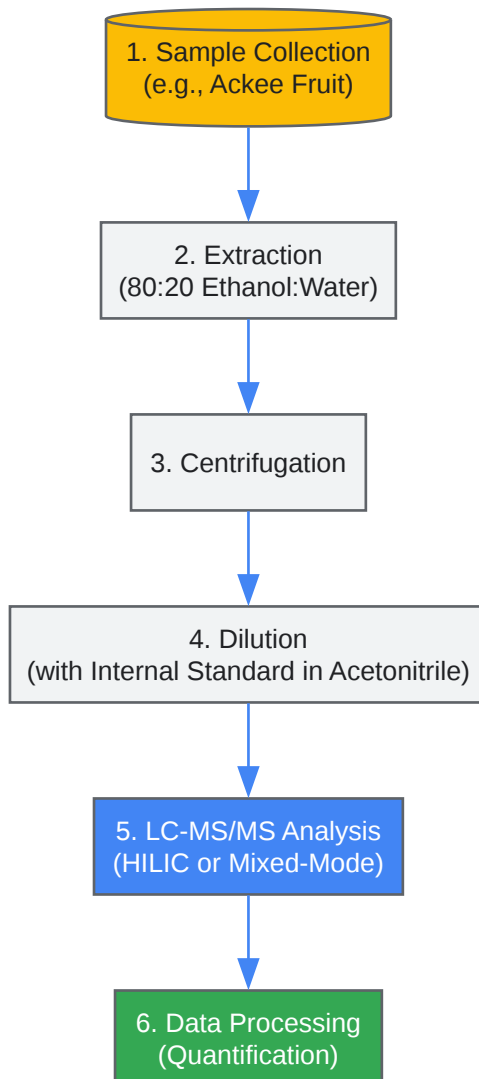 1. Sample Collection
(e.g., Ackee Fruit)
2. Extraction
(80:20 Ethanol:Water)
3. Centrifugation
4. Dilution
(with Internal Standard in Acetonitrile)
5. LC-MS/MS Analysis
(HILIC or Mixed-Mode)
6. Data Processing
(Quantification)